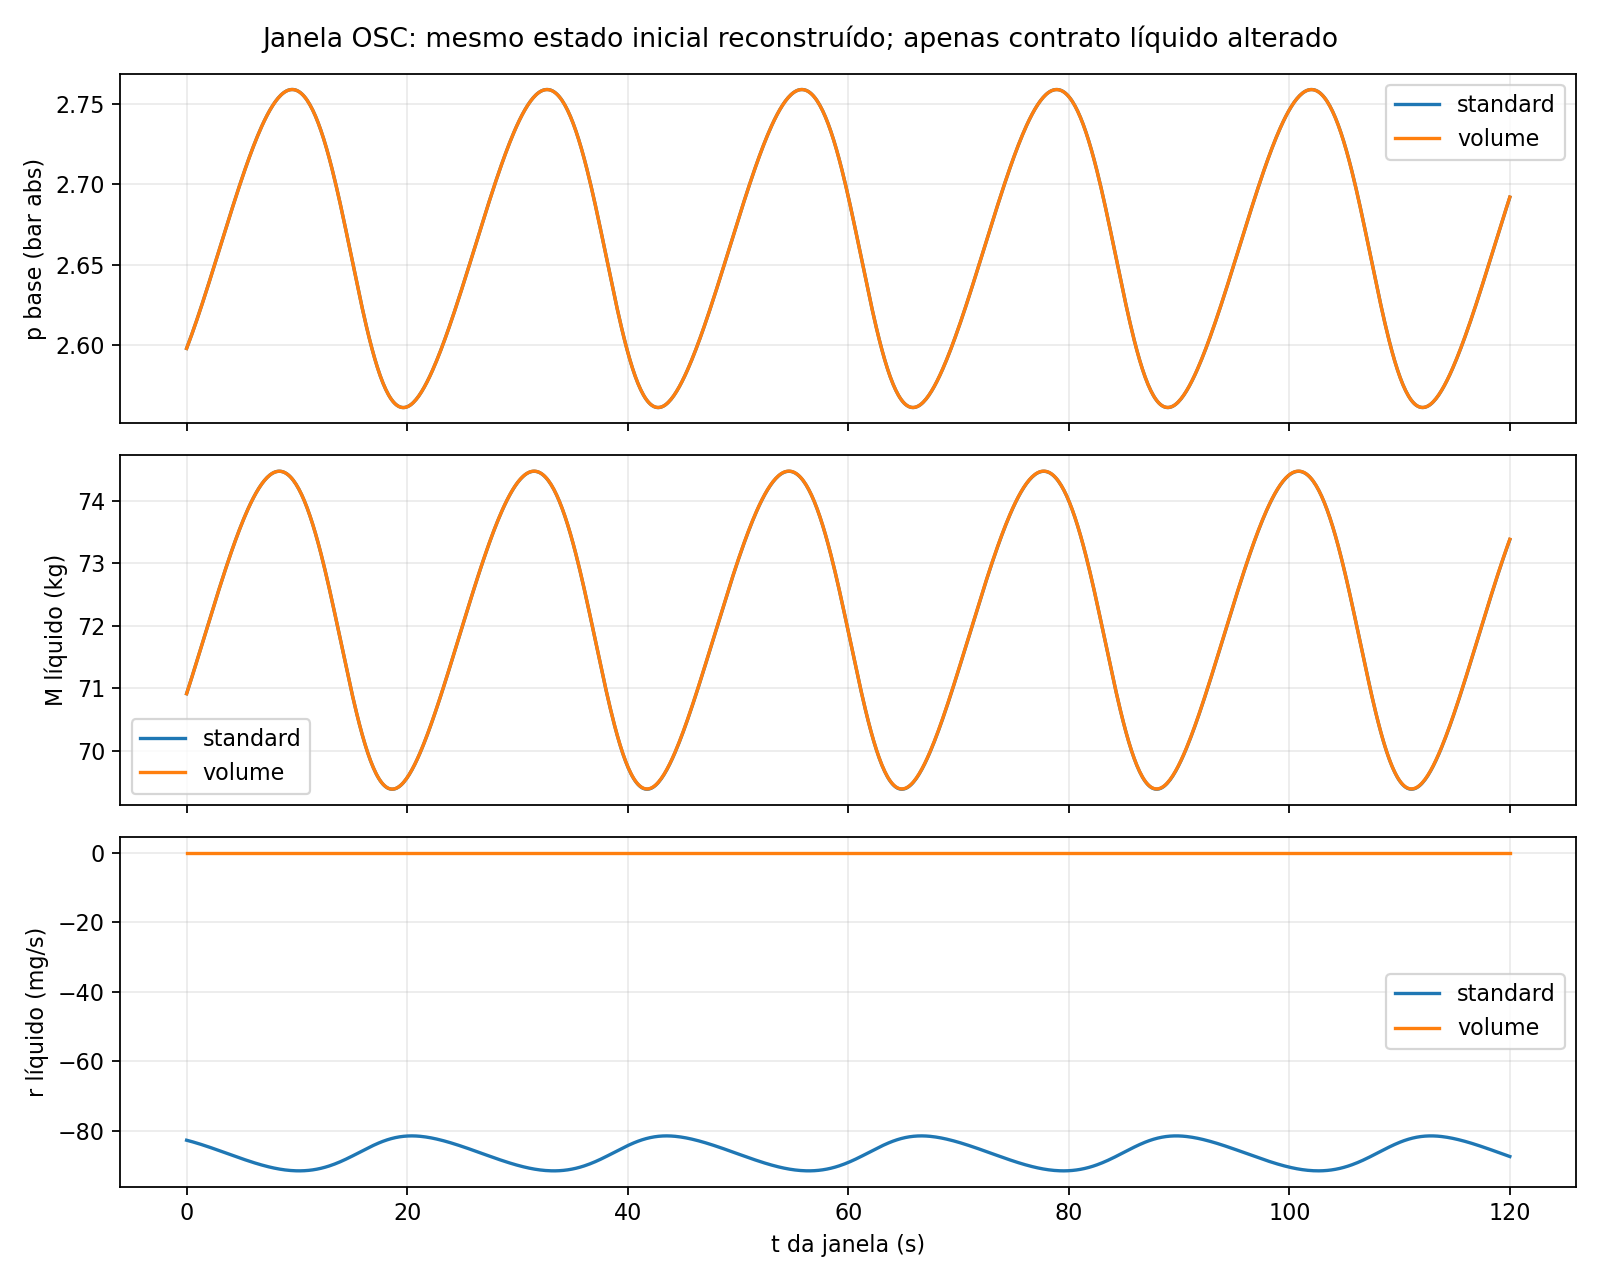 Janela OSC: mesmo estado inicial reconstruído; apenas contrato líquido alterado
p base (bar abs)
2.75
2.70
2.65
2.60
standard
volume
M líquido (kg)
74
73
72
71
70
standard
volume
r líquido (mg/s)
0
−20
−40
−60
−80
standard
volume
0 20 40 60 80 100 120
t da janela (s)